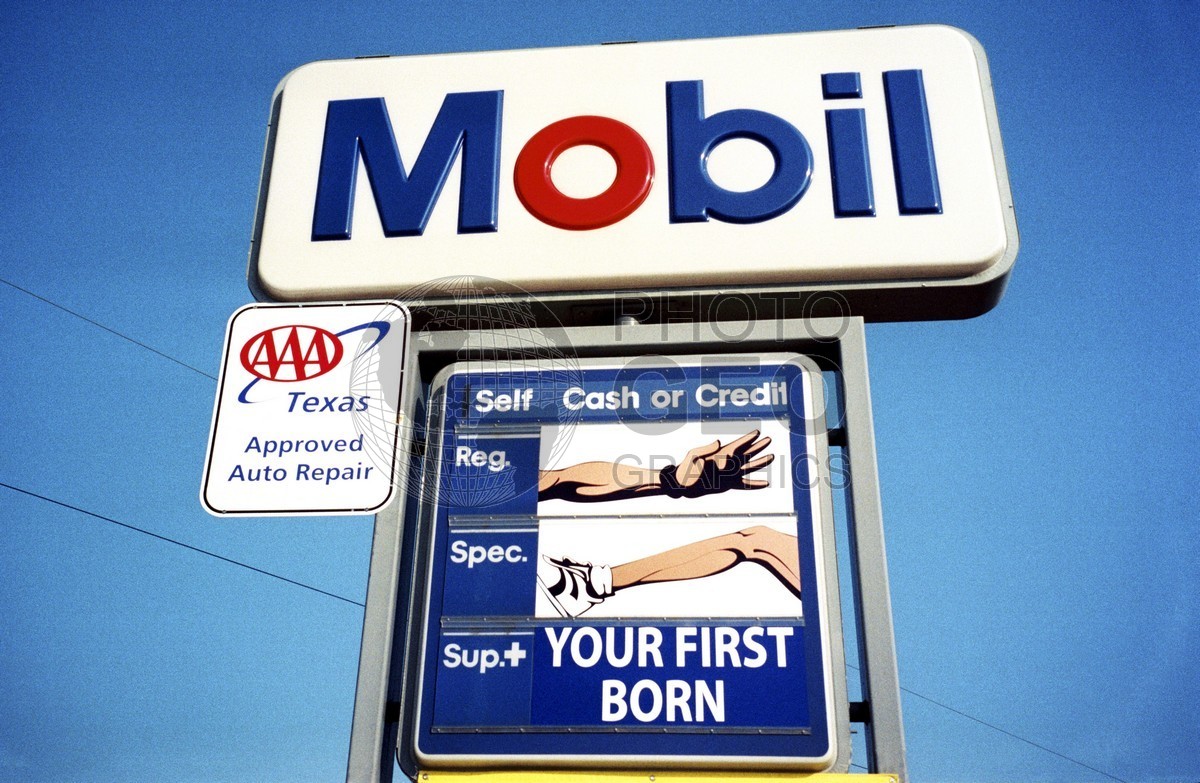 Mobil
AAA
Texas
Approved
Auto Repair
PHOTO
GEO
GRAPHICS
Self Cash or Credit
Reg.
Spec.
Sup.+
YOUR FIRST
BORN